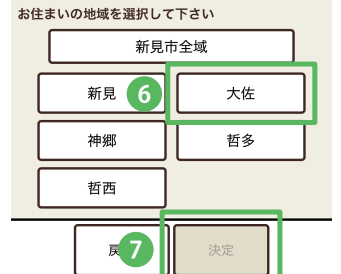 お住まいの地域を選択して下さい
新見市全域
新見 6 大佐
神郷 哲多
哲西
戻 7 決定